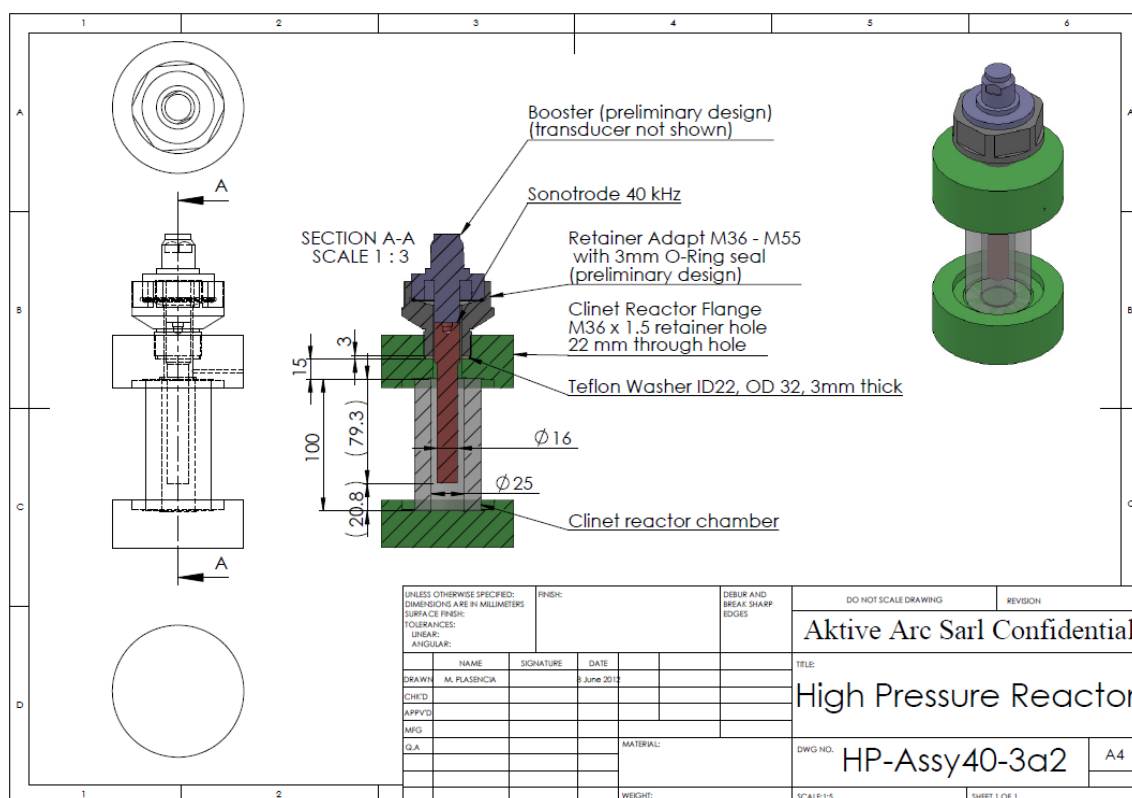 1
2
3
4
5
6
A
A
B
B
C
C
D
A
A
SECTION A-A
SCALE 1 : 3
Booster (preliminary design)
(transducer not shown)
Sonotrode 40 kHz
Retainer Adapt M36 - M55
with 3mm O-Ring seal
(preliminary design)
Clinet Reactor Flange
M36 x 1.5 retainer hole
22 mm through hole
Teflon Washer ID22, OD 32, 3mm thick
3
15
100
( 79.3 )
( 20.8 )
Ø16
Ø25
Clinet reactor chamber
UNLESS OTHERWISE SPECIFIED:
DIMENSIONS ARE IN MILLIMETERS
SURFACE FINISH:
TOLERANCES:
LINEAR:
ANGULAR:
FINISH:
DEBUR AND
BREAK SHARP
EDGES
DO NOT SCALE DRAWING
REVISION
Aktive Arc Sarl Confidential
NAME
SIGNATURE
DATE
DRAWN
M. PLASENCIA
8 June 2012
CHK'D
APPV'D
MFG
Q.A
MATERIAL:
WEIGHT:
TITLE:
High Pressure Reactor
DWG NO.
HP-Assy40-3a2
A4
SCALE:1:5
SHEET 1 OF 1
1
2